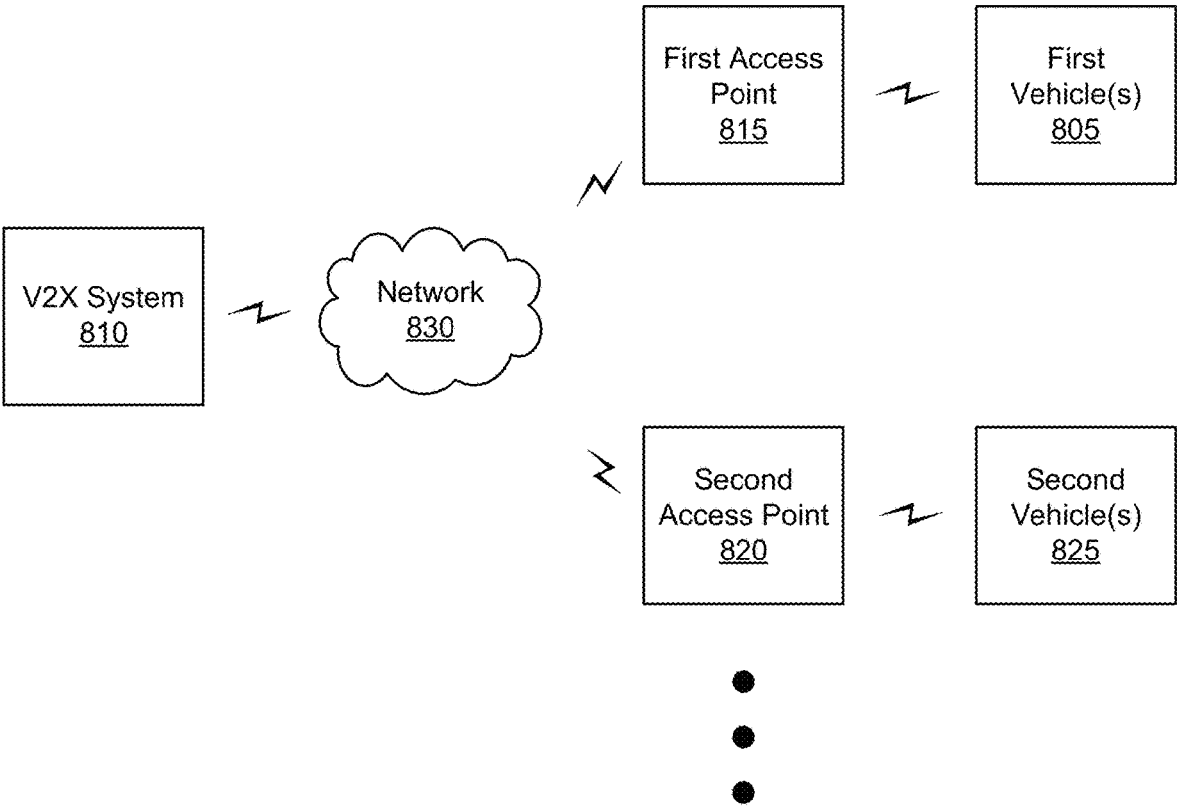 First Access
Point
815
First
Vehicle(s)
805
V2X System
810
Network
830
Second
Access Point
820
Second
Vehicle(s)
825